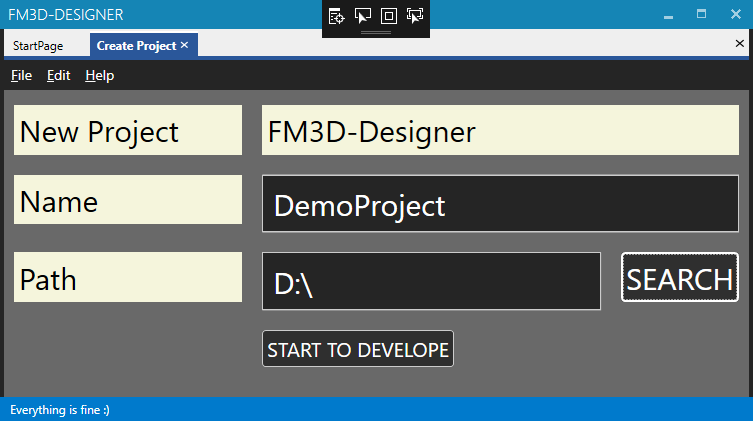 FM3D-DESIGNER
StartPage Create Project
File Edit Help
New Project FM3D-Designer
Name DemoProject
Path D:\ SEARCH
START TO DEVELOPE
Everything is fine :)